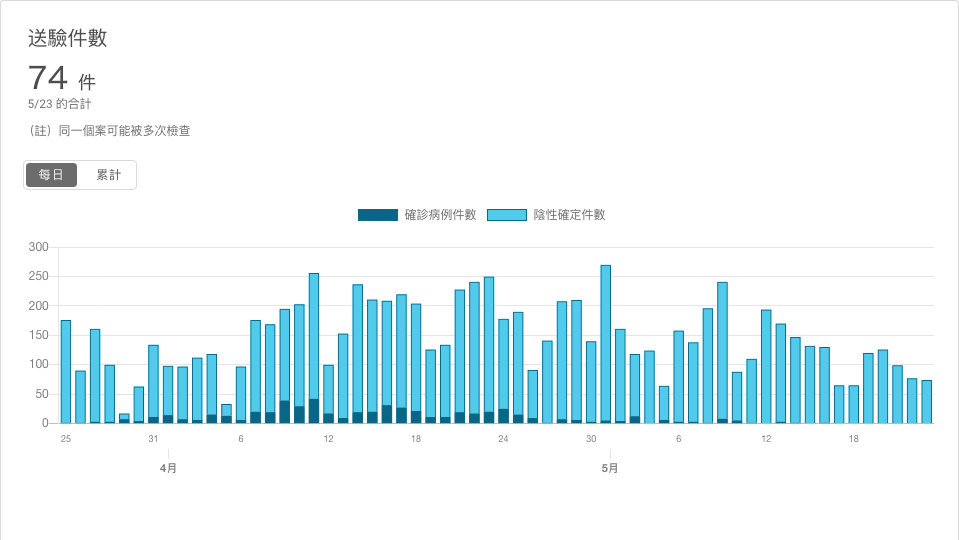 送驗件數
74 件
5/23 的合計
（註）同一個案可能被多次檢查
每日 累計
確診病例件數 陰性確定件數
300
250
200
150
100
50
0
25 31 6 12 18 24 30 6 12 18
4月 5月